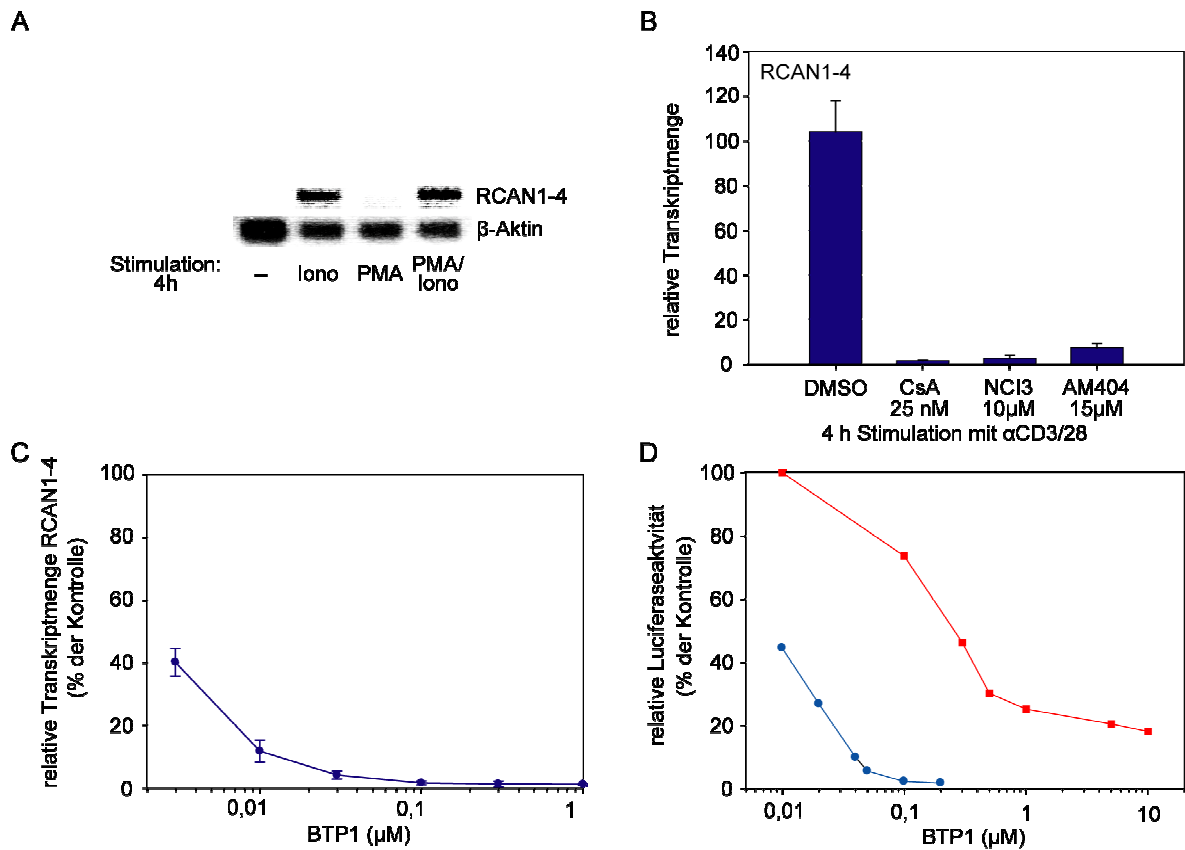 A
RCAN1-4
β-Aktin
Stimulation:
4h
–
Iono
PMA
PMA/
Iono
B
RCAN1-4
relative Transkriptmenge
140
120
100
80
60
40
20
0
DMSO
CsA
25 nM
NCI3
10µM
AM404
15µM
4 h Stimulation mit αCD3/28
C
relative Transkriptmenge RCAN1-4
(% der Kontrolle)
100
80
60
40
20
0
0,01
0,1
1
BTP1 (µM)
D
relative Luciferaseaktvität
(% der Kontrolle)
100
80
60
40
20
0
0,01
0,1
1
10
BTP1 (µM)